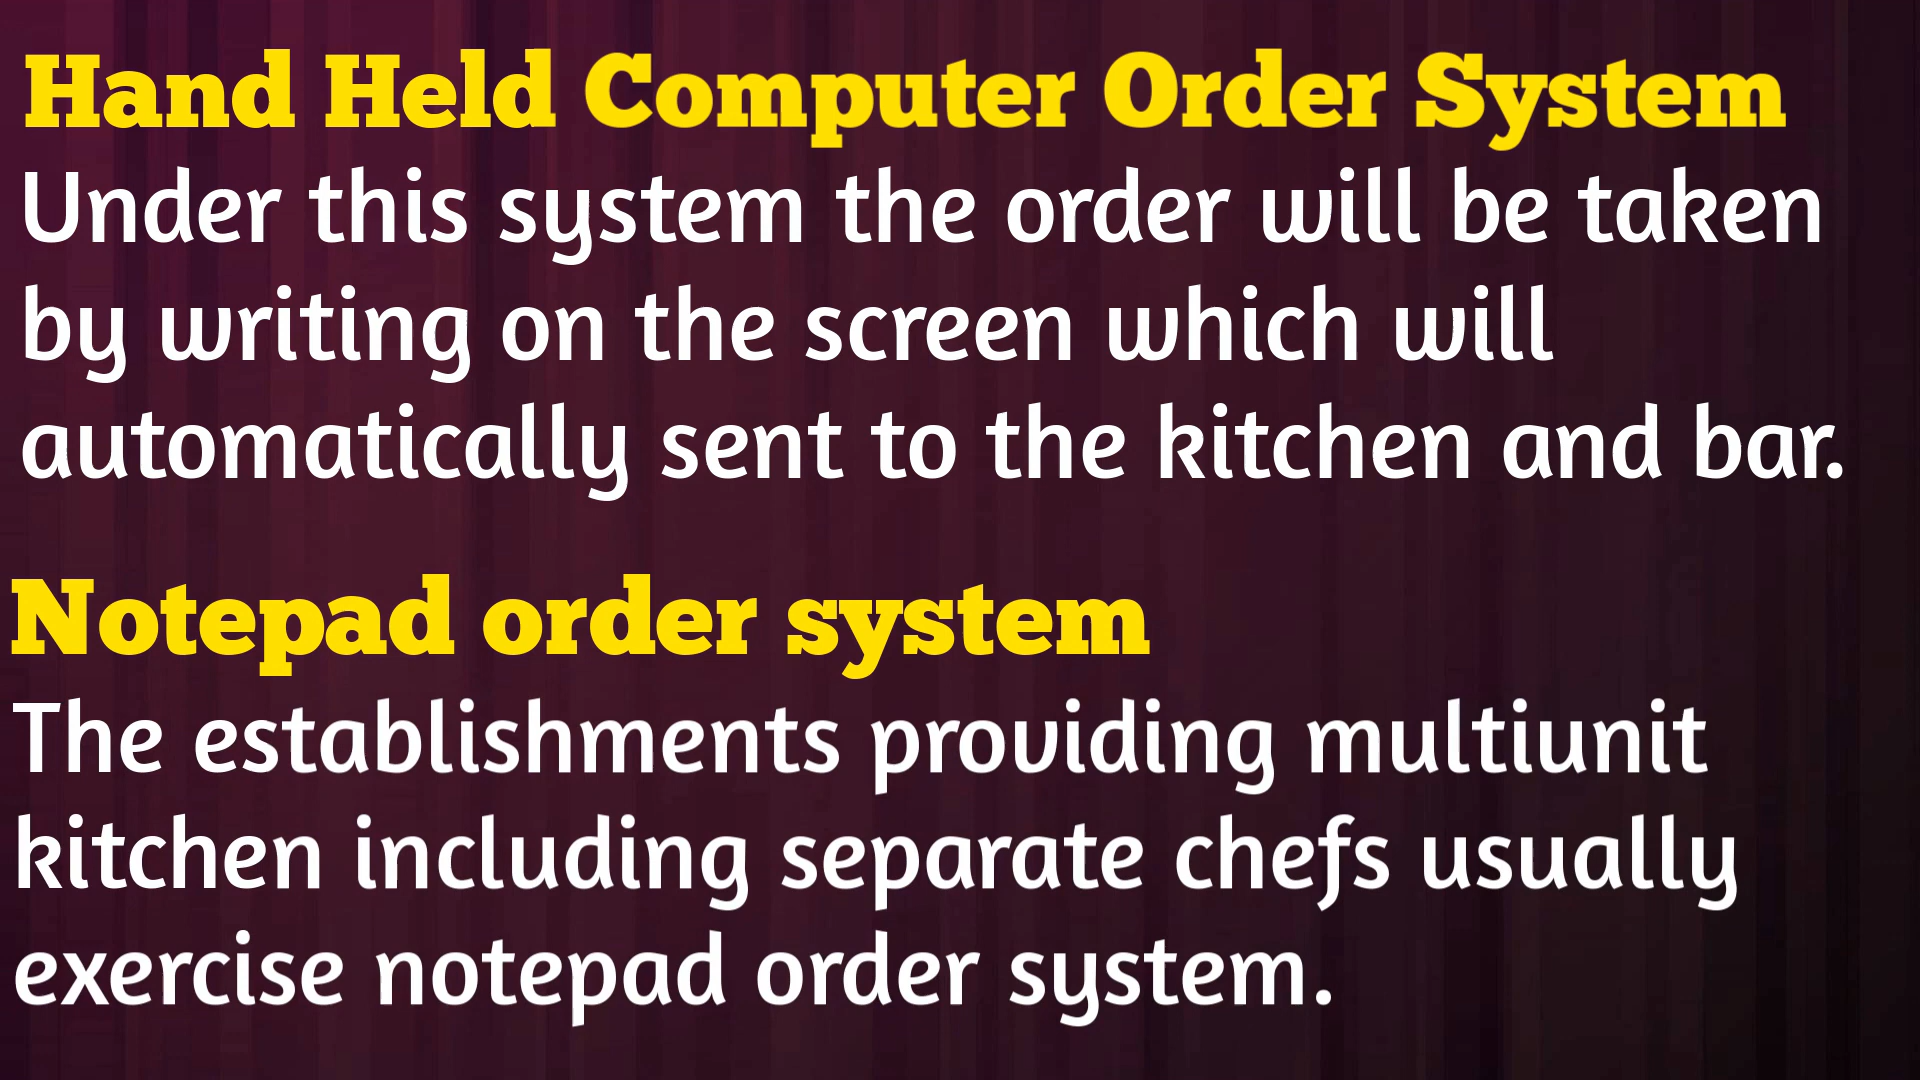 Hand Held Computer Order System
Under this system the order will be taken
by writing on the screen which will
automatically sent to the kitchen and bar.
Notepad order system
The establishments providing multiunit
kitchen including separate chefs usually
exercise notepad order system.